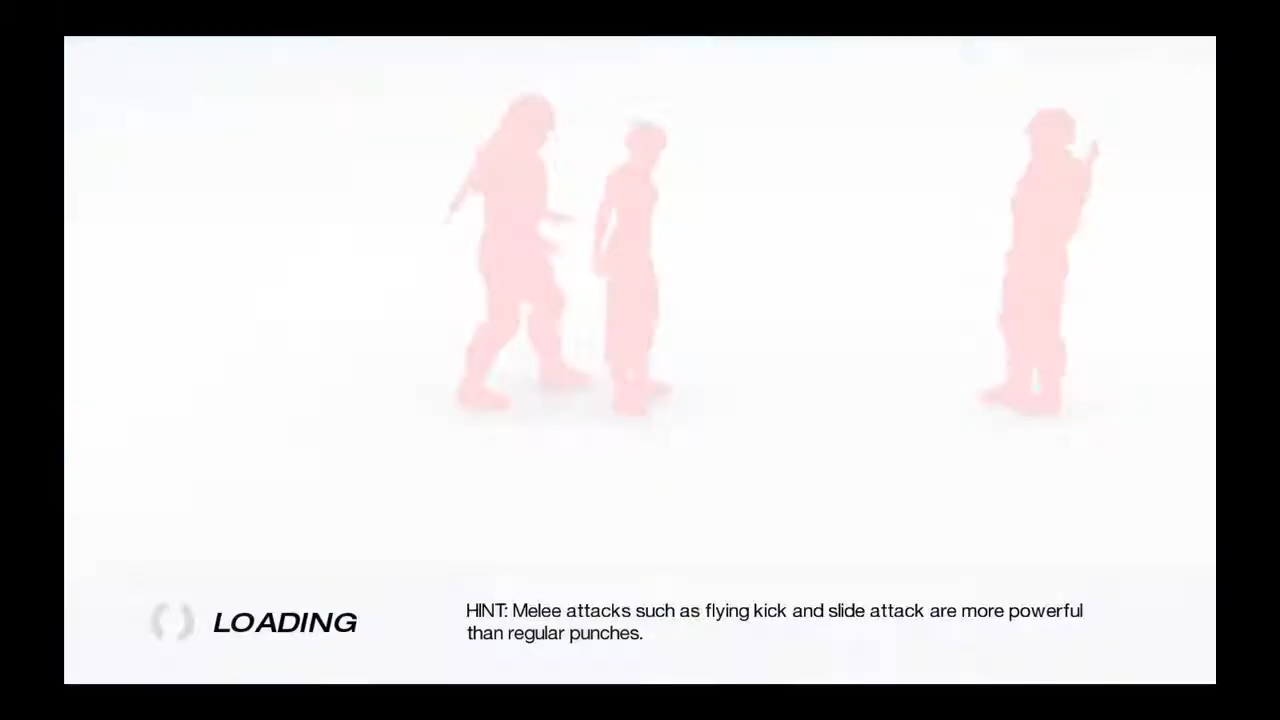 LOADING
HINT: Melee attacks such as flying kick and slide attack are more powerful
than regular punches.